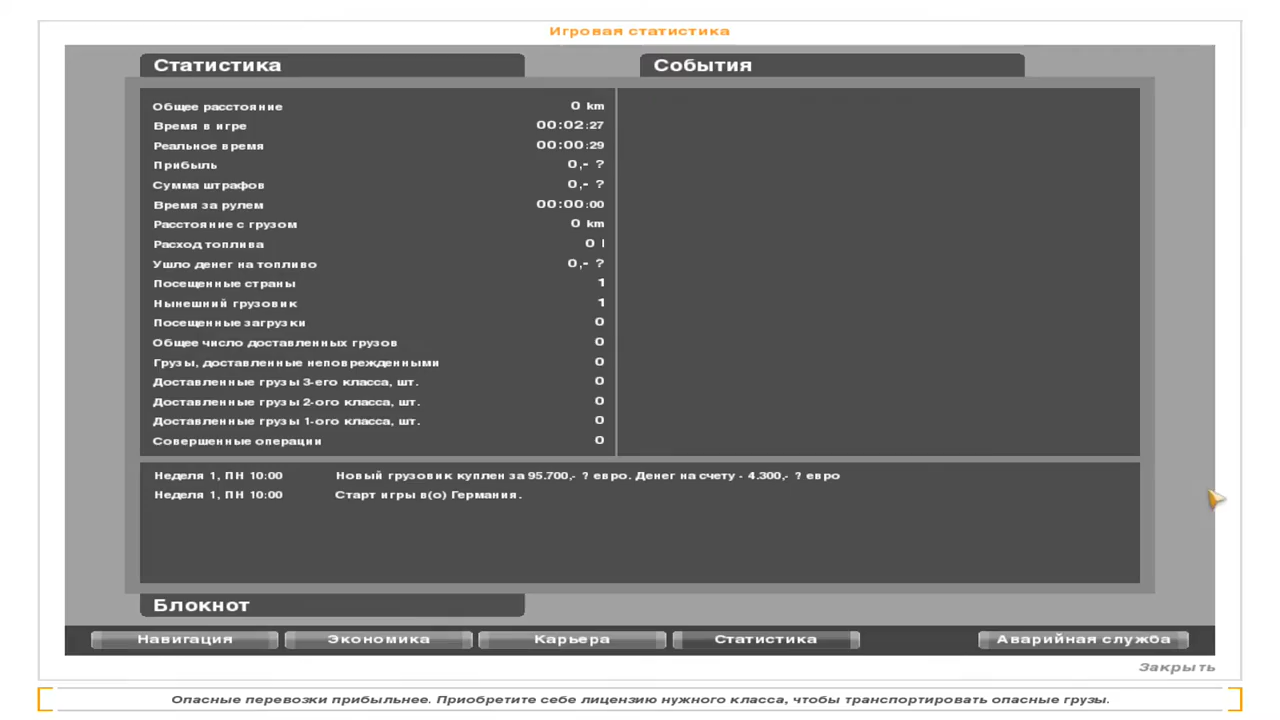 Игровая статистика
Статистика
События
Общее расстояние 0 km
Время в игре 00:02:27
Реальное время 00:00:29
Прибыль 0,- ?
Сумма штрафов 0,- ?
Время за рулем 00:00:00
Расстояние с грузом 0 km
Расход топлива 0 l
Ушло денег на топливо 0,- ?
Посещенные страны 1
Нынешний грузовик 1
Посещенные загрузки 0
Общее число доставленных грузов 0
Грузы, доставленные неповрежденными 0
Доставленные грузы 3-его класса, шт. 0
Доставленные грузы 2-ого класса, шт. 0
Доставленные грузы 1-ого класса, шт. 0
Совершенные операции 0
Неделя 1, ПН 10:00 Новый грузовик куплен за 95.700,- ? евро. Денег на счету - 4.300,- ? евро
Неделя 1, ПН 10:00 Старт игры в(о) Германия.
Блокнот
Навигация Экономика Карьера Статистика Аварийная служба
Закрыть
Опасные перевозки прибыльнее. Приобретите себе лицензию нужного класса, чтобы транспортировать опасные грузы.